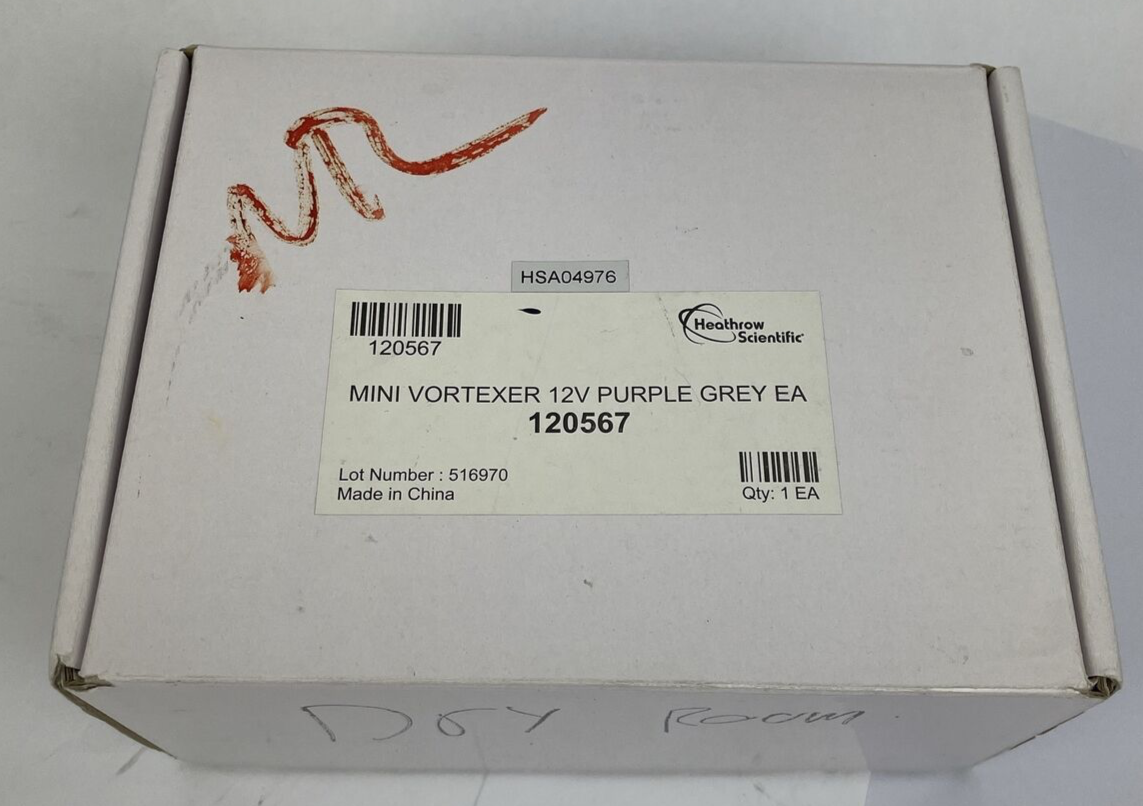 HSA04976
120567
Heathrow
Scientific
MINI VORTEXER 12V PURPLE GREY EA
120567
Lot Number : 516970
Made in China
Qty: 1 EA
DRY Room